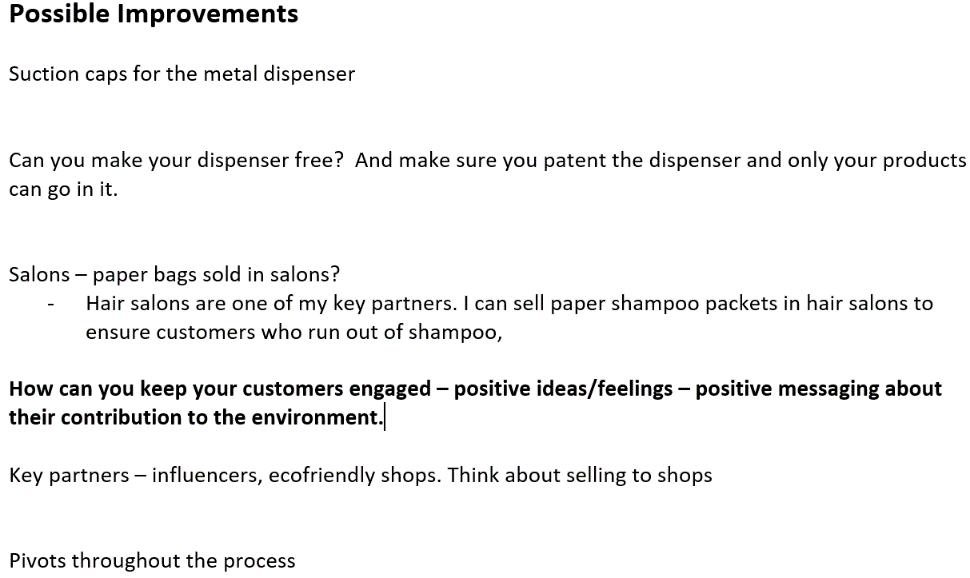 Possible Improvements
Suction caps for the metal dispenser
Can you make your dispenser free?  And make sure you patent the dispenser and only your products
can go in it.
Salons – paper bags sold in salons?
- Hair salons are one of my key partners. I can sell paper shampoo packets in hair salons to
ensure customers who run out of shampoo,
How can you keep your customers engaged – positive ideas/feelings – positive messaging about
their contribution to the environment.
Key partners – influencers, ecofriendly shops. Think about selling to shops
Pivots throughout the process